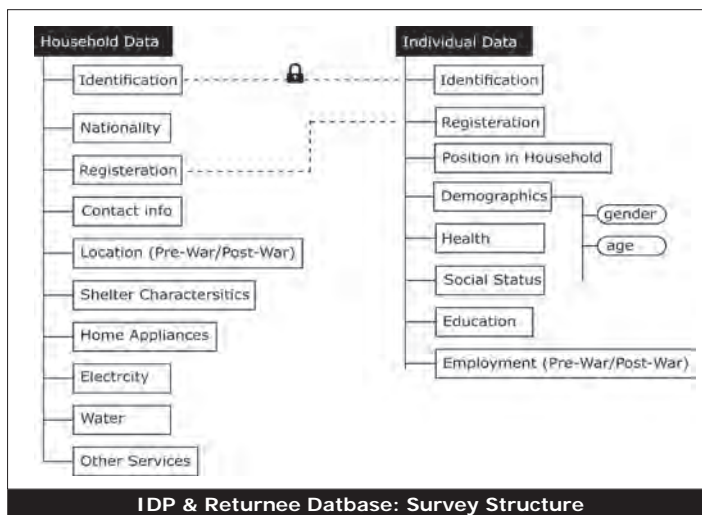 Household Data
Identification
Nationality
Registeration
Contact info
Location (Pre-War/Post-War)
Shelter Charactersitics
Home Appliances
Electrcity
Water
Other Services
Individual Data
Identification
Registeration
Position in Household
Demographics
gender
age
Health
Social Status
Education
Employment (Pre-War/Post-War)
IDP & Returnee Datbase: Survey Structure